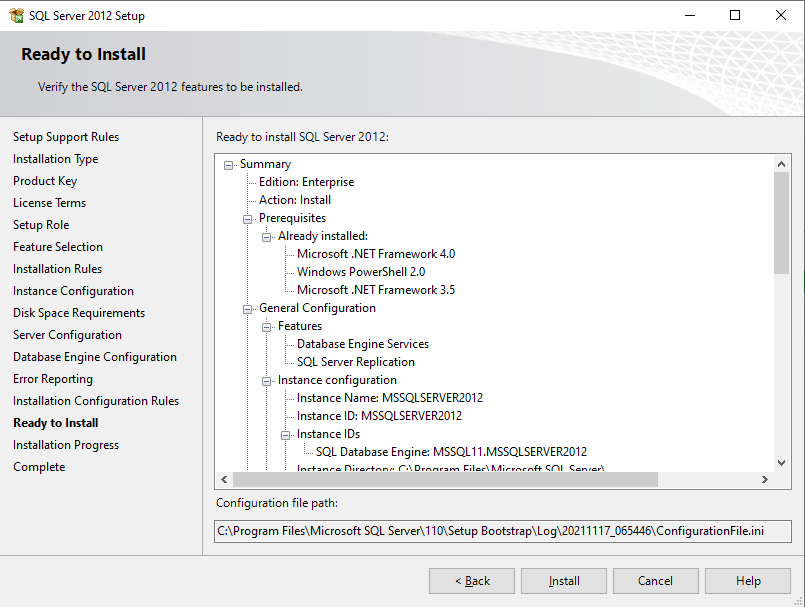 SQL Server 2012 Setup
Ready to Install
Verify the SQL Server 2012 features to be installed.
Setup Support Rules
Installation Type
Product Key
License Terms
Setup Role
Feature Selection
Installation Rules
Instance Configuration
Disk Space Requirements
Server Configuration
Database Engine Configuration
Error Reporting
Installation Configuration Rules
Ready to Install
Installation Progress
Complete
Ready to install SQL Server 2012:
Summary
Edition: Enterprise
Action: Install
Prerequisites
Already installed:
Microsoft .NET Framework 4.0
Windows PowerShell 2.0
Microsoft .NET Framework 3.5
General Configuration
Features
Database Engine Services
SQL Server Replication
Instance configuration
Instance Name: MSSQLSERVER2012
Instance ID: MSSQLSERVER2012
Instance IDs
SQL Database Engine: MSSQL11.MSSQLSERVER2012
Instance Directory: C:\Program Files\Microsoft SQL Server\
Configuration file path:
C:\Program Files\Microsoft SQL Server\110\Setup Bootstrap\Log\20211117_065446\ConfigurationFile.ini
< Back
Install
Cancel
Help